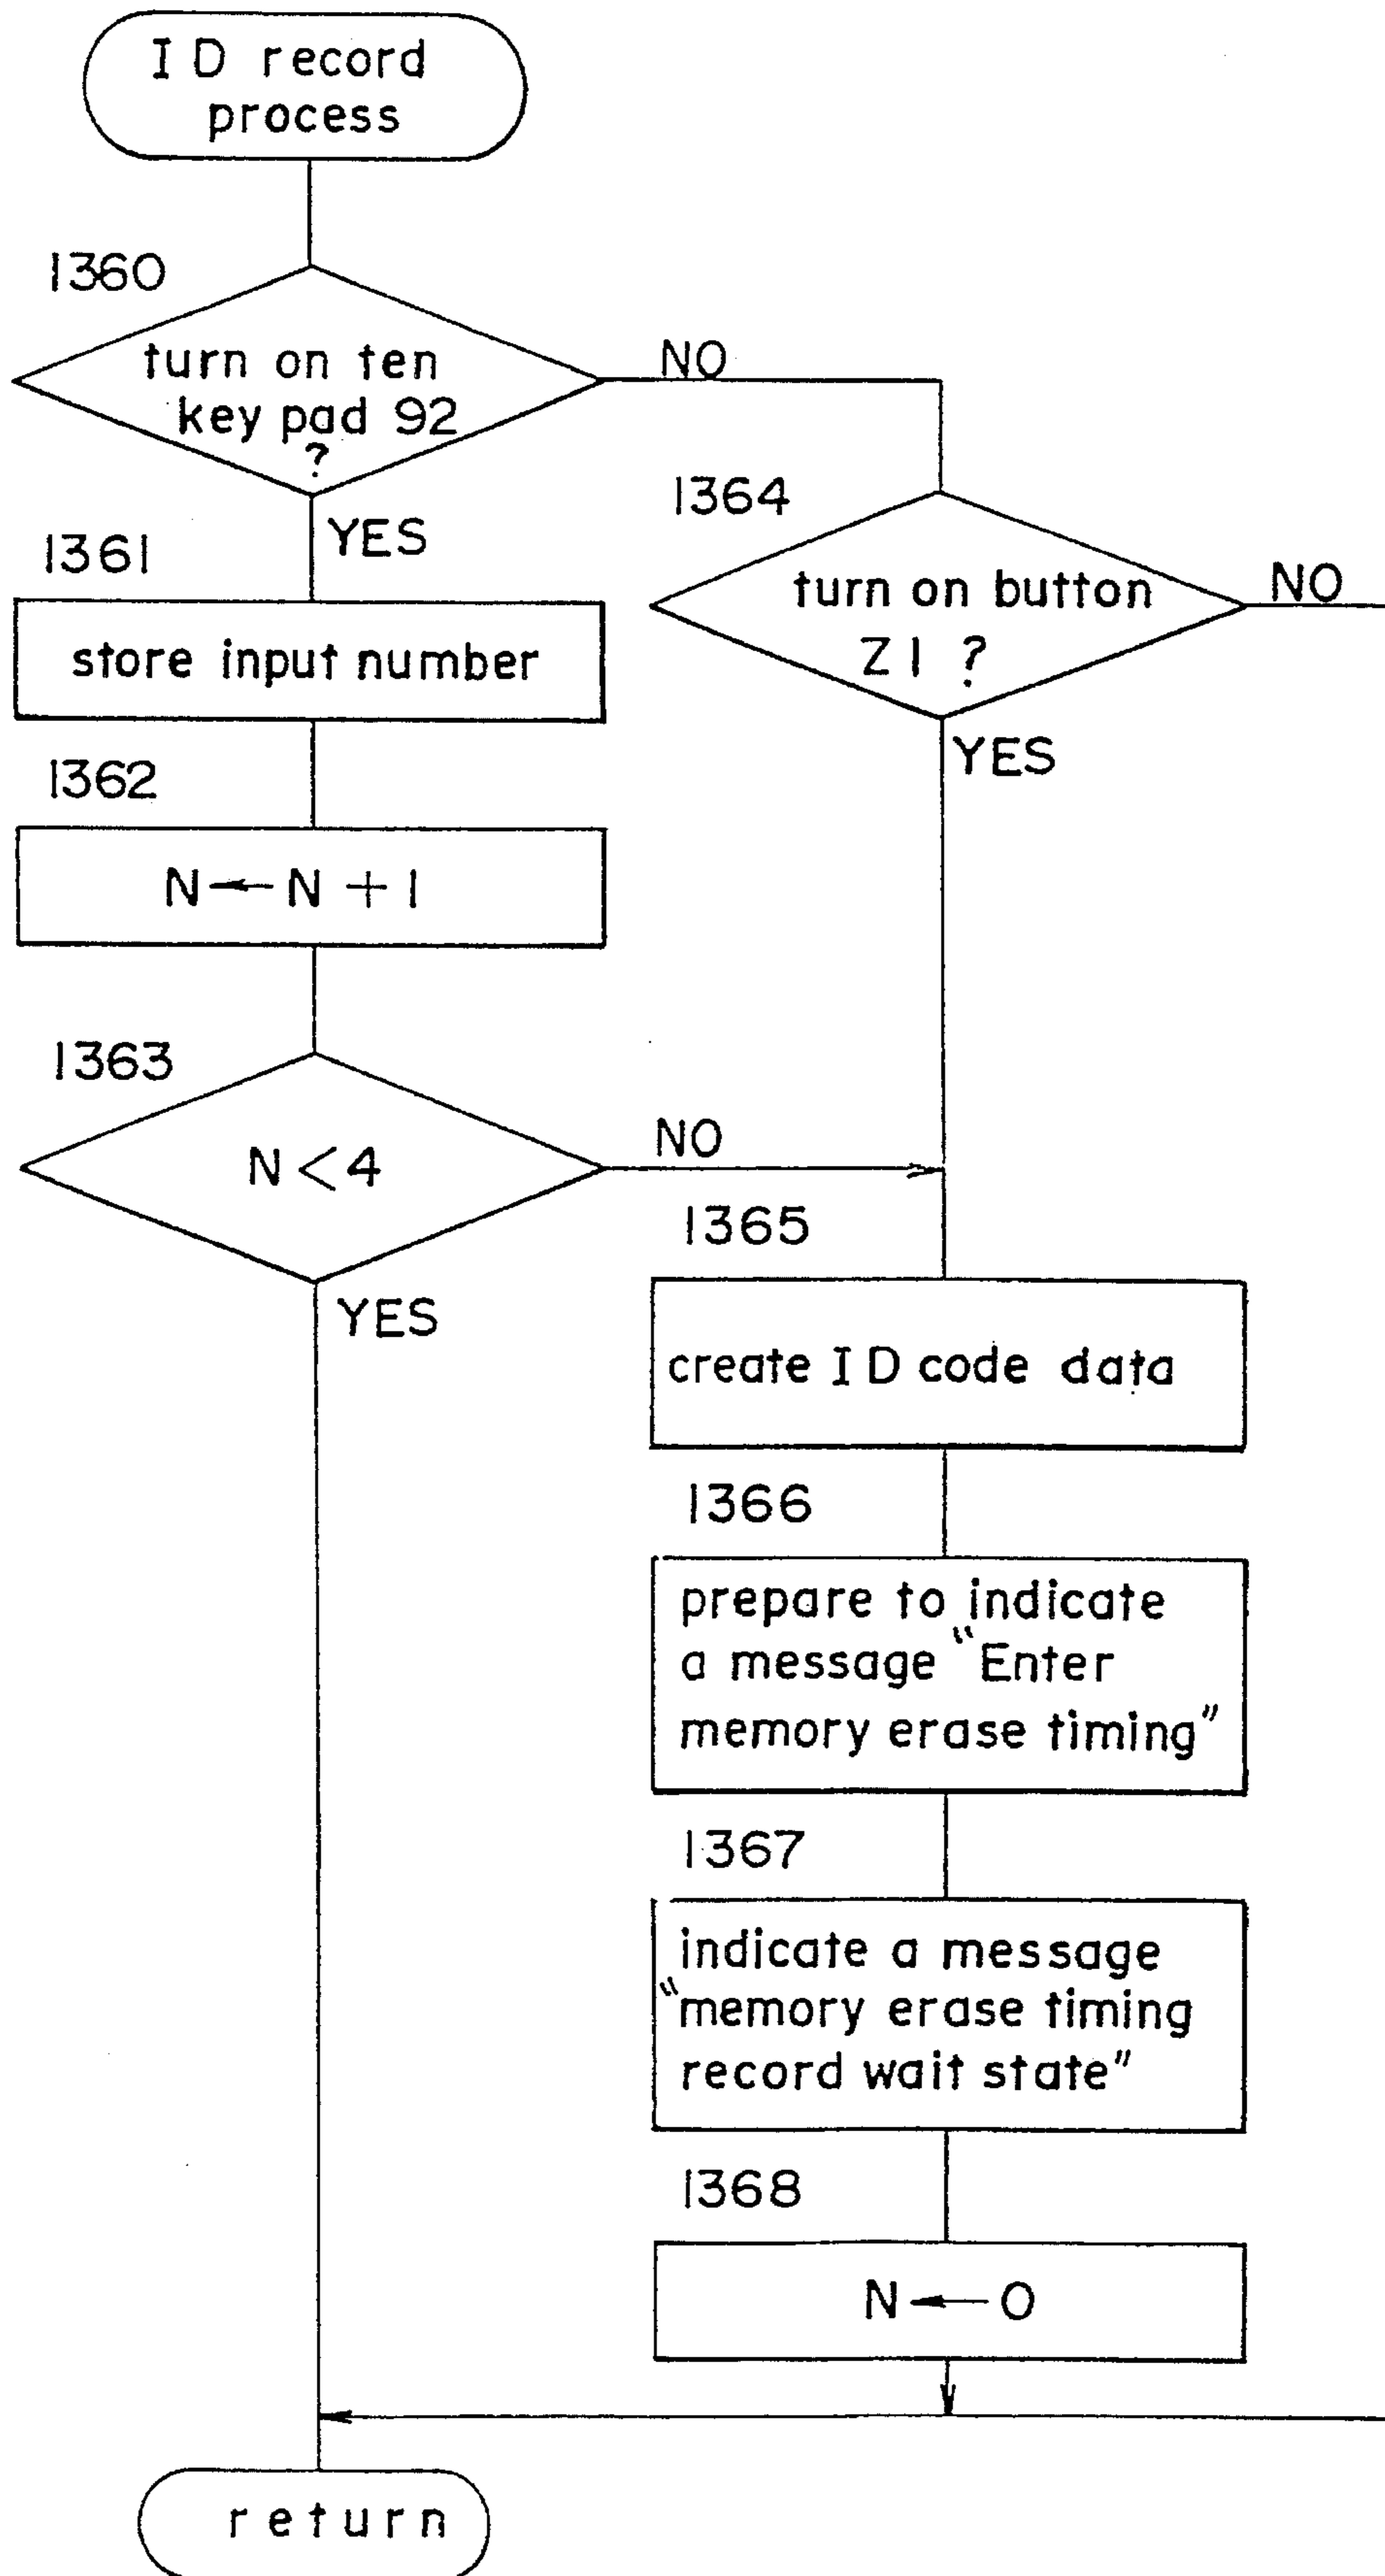 ID record
process
1360
turn on ten
key pad 92
?
NO
YES
1361
store input number
1362
N ← N + 1
1363
N < 4
NO
YES
1364
turn on button
Z1 ?
NO
YES
1365
create ID code data
1366
prepare to indicate
a message "Enter
memory erase timing"
1367
indicate a message
"memory erase timing
record wait state"
1368
N ← 0
return